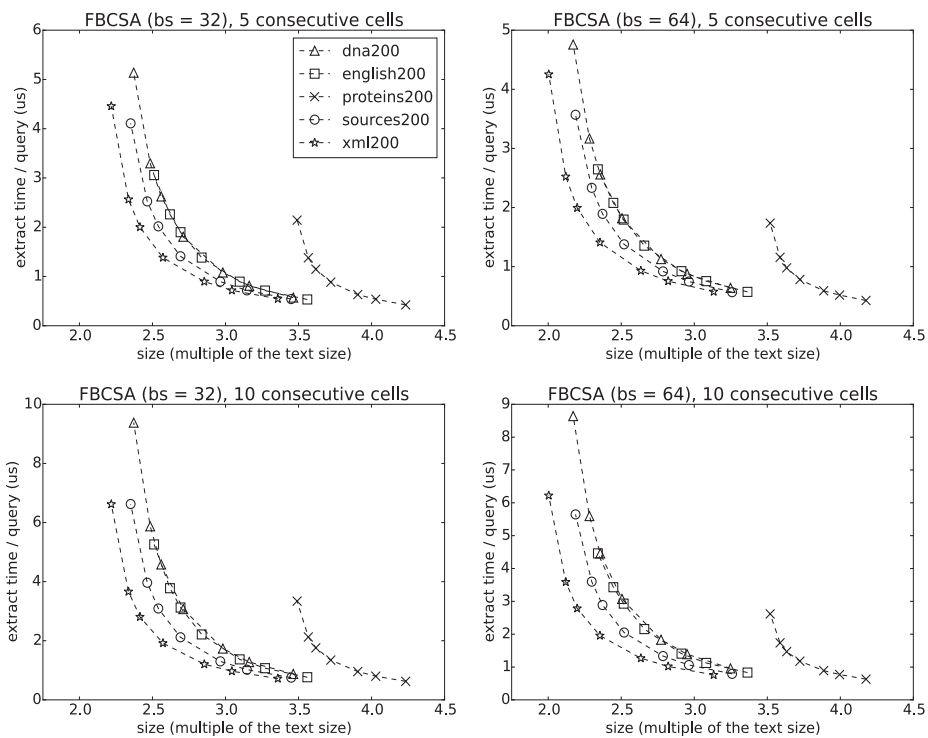 FBCSA (bs = 32), 5 consecutive cells
6
5
4
3
2
1
0
extract time / query (us)
dna200
english200
proteins200
sources200
xml200
2.0 2.5 3.0 3.5 4.0 4.5
size (multiple of the text size)
FBCSA (bs = 64), 5 consecutive cells
5
4
3
2
1
0
extract time / query (us)
2.0 2.5 3.0 3.5 4.0 4.5
size (multiple of the text size)
FBCSA (bs = 32), 10 consecutive cells
10
8
6
4
2
0
extract time / query (us)
2.0 2.5 3.0 3.5 4.0 4.5
size (multiple of the text size)
FBCSA (bs = 64), 10 consecutive cells
9
8
7
6
5
4
3
2
1
0
extract time / query (us)
2.0 2.5 3.0 3.5 4.0 4.5
size (multiple of the text size)